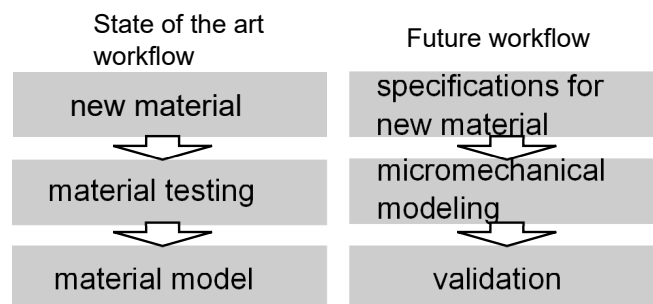 State of the art
workflow
new material
material testing
material model
Future workflow
specifications for
new material
micromechanical
modeling
validation